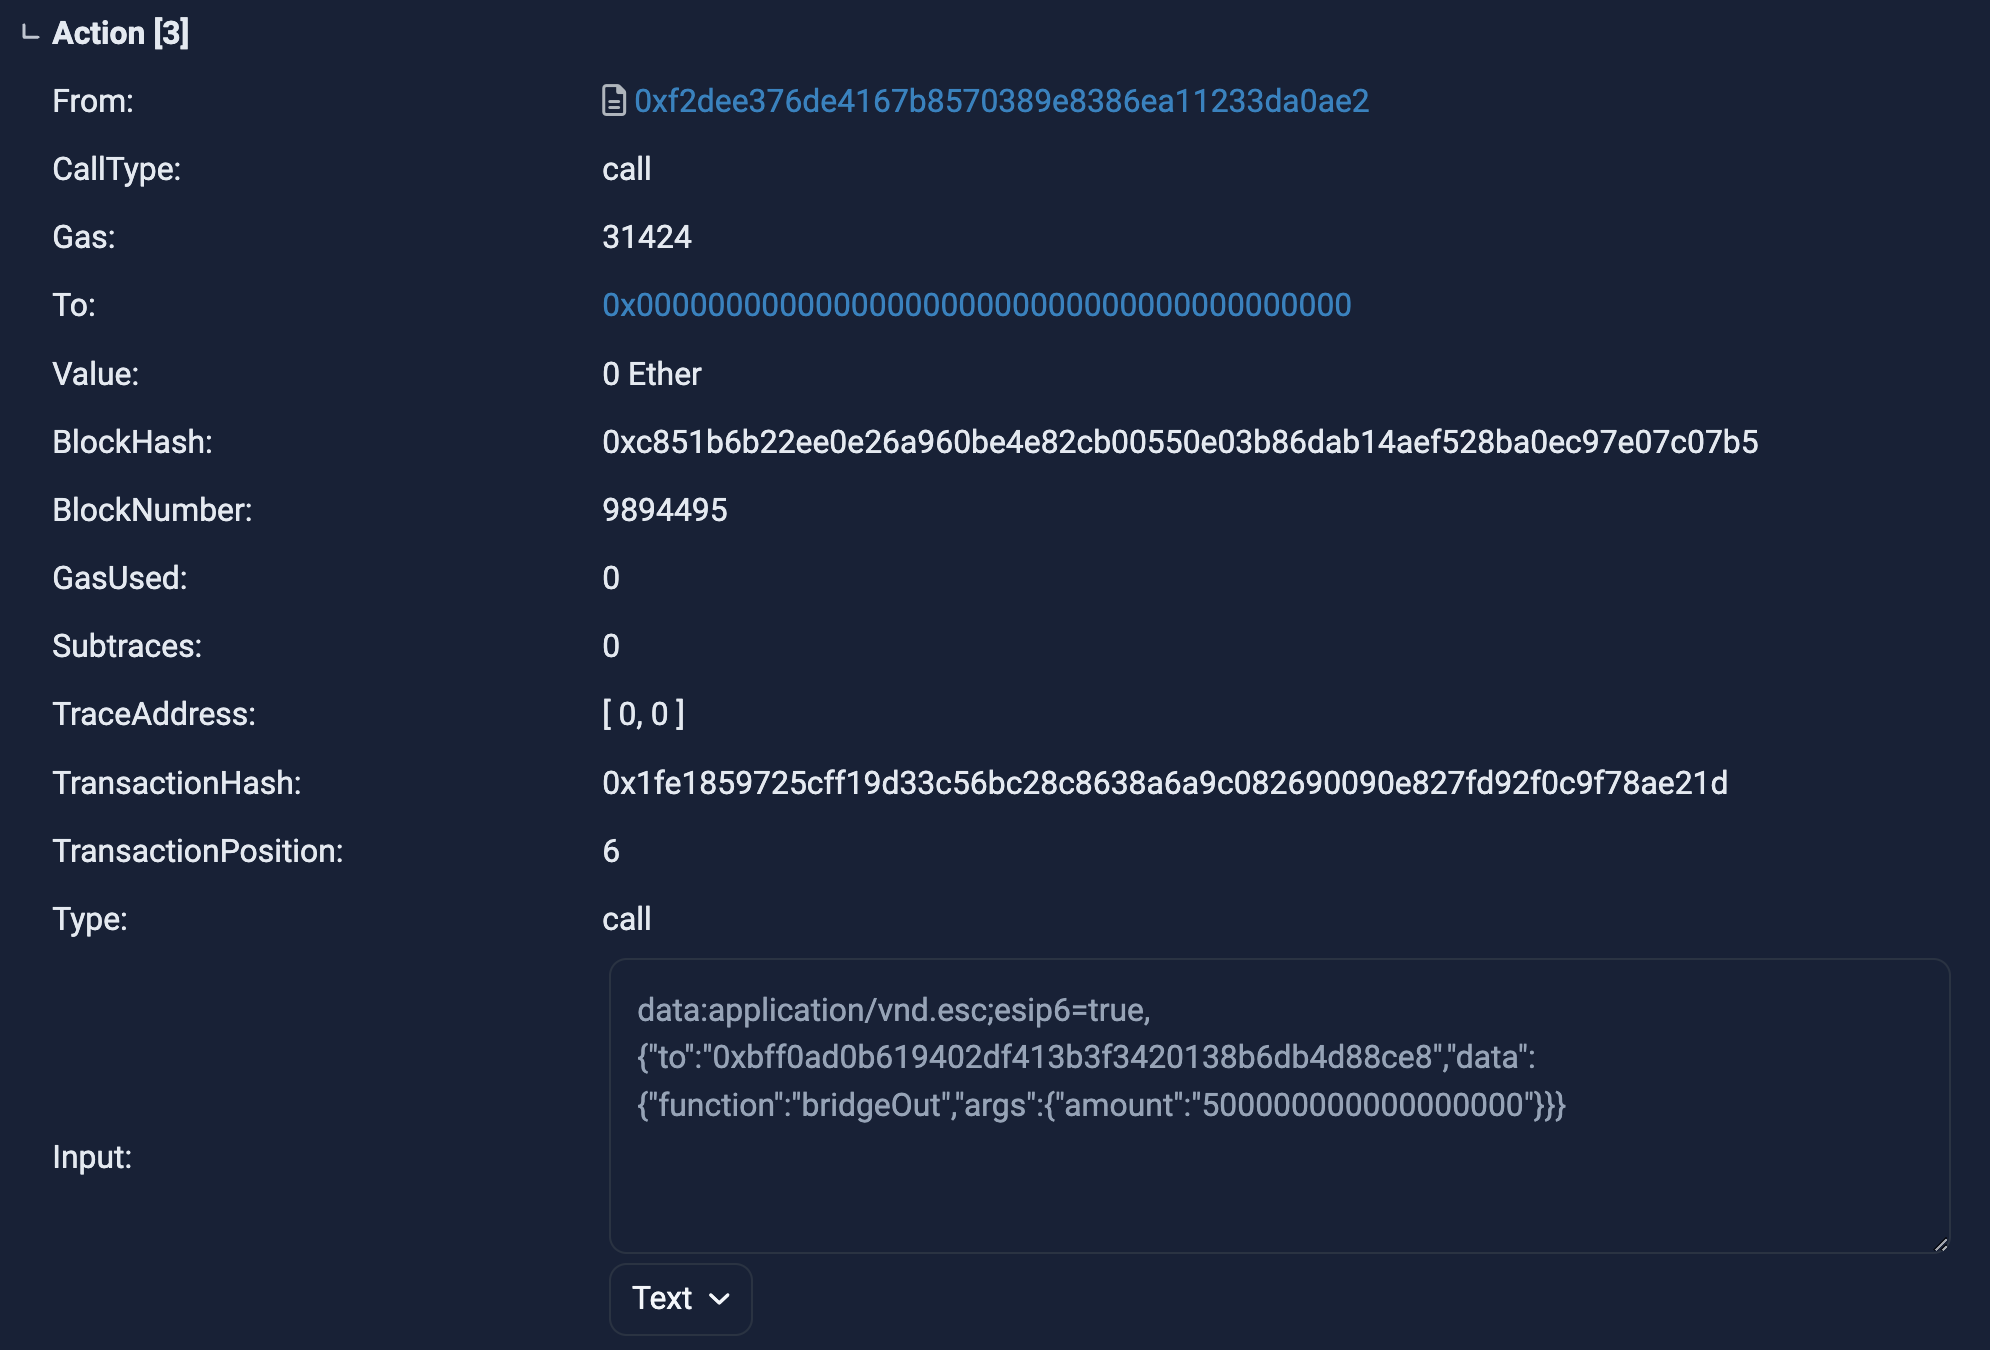 Action [3]
From: 0xf2dee376de4167b8570389e8386ea11233da0ae2
CallType: call
Gas: 31424
To: 0x0000000000000000000000000000000000000000
Value: 0 Ether
BlockHash: 0xc851b6b22ee0e26a960be4e82cb00550e03b86dab14aef528ba0ec97e07c07b5
BlockNumber: 9894495
GasUsed: 0
Subtraces: 0
TraceAddress: [ 0, 0 ]
TransactionHash: 0x1fe1859725cff19d33c56bc28c8638a6a9c082690090e827fd92f0c9f78ae21d
TransactionPosition: 6
Type: call
Input:
data:application/vnd.esc;esip6=true,
{"to":"0xbff0ad0b619402df413b3f3420138b6db4d88ce8","data":
{"function":"bridgeOut","args":{"amount":"500000000000000000"}}}
Text